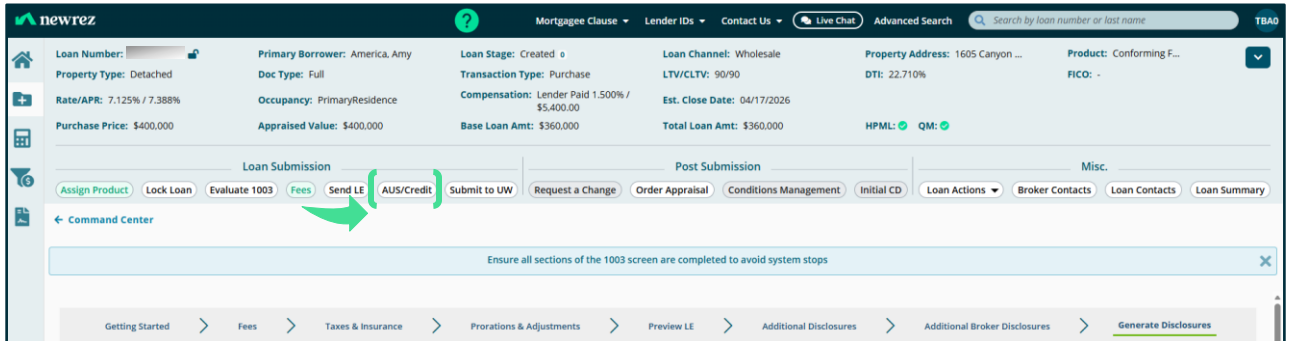 newrez ? Mortgagee Clause Lender IDs Contact Us Live Chat Advanced Search Search by loan number or last name TBA0
Loan Number: Primary Borrower: America, Amy Loan Stage: Created 0 Loan Channel: Wholesale Property Address: 1605 Canyon ... Product: Conforming F...
Property Type: Detached Doc Type: Full Transaction Type: Purchase LTV/CLTV: 90/90 DTI: 22.710% FICO: -
Rate/APR: 7.125% / 7.388% Occupancy: PrimaryResidence Compensation: Lender Paid 1.500% / $5,400.00 Est. Close Date: 04/17/2026
Purchase Price: $400,000 Appraised Value: $400,000 Base Loan Amt: $360,000 Total Loan Amt: $360,000 HPML: QM:
Loan Submission Post Submission Misc.
Assign Product Lock Loan Evaluate 1003 Fees Send LE AUS/Credit Submit to UW Request a Change Order Appraisal Conditions Management Initial CD Loan Actions Broker Contacts Loan Contacts Loan Summary
← Command Center
Ensure all sections of the 1003 screen are completed to avoid system stops
Getting Started Fees Taxes & Insurance Prorations & Adjustments Preview LE Additional Disclosures Additional Broker Disclosures Generate Disclosures